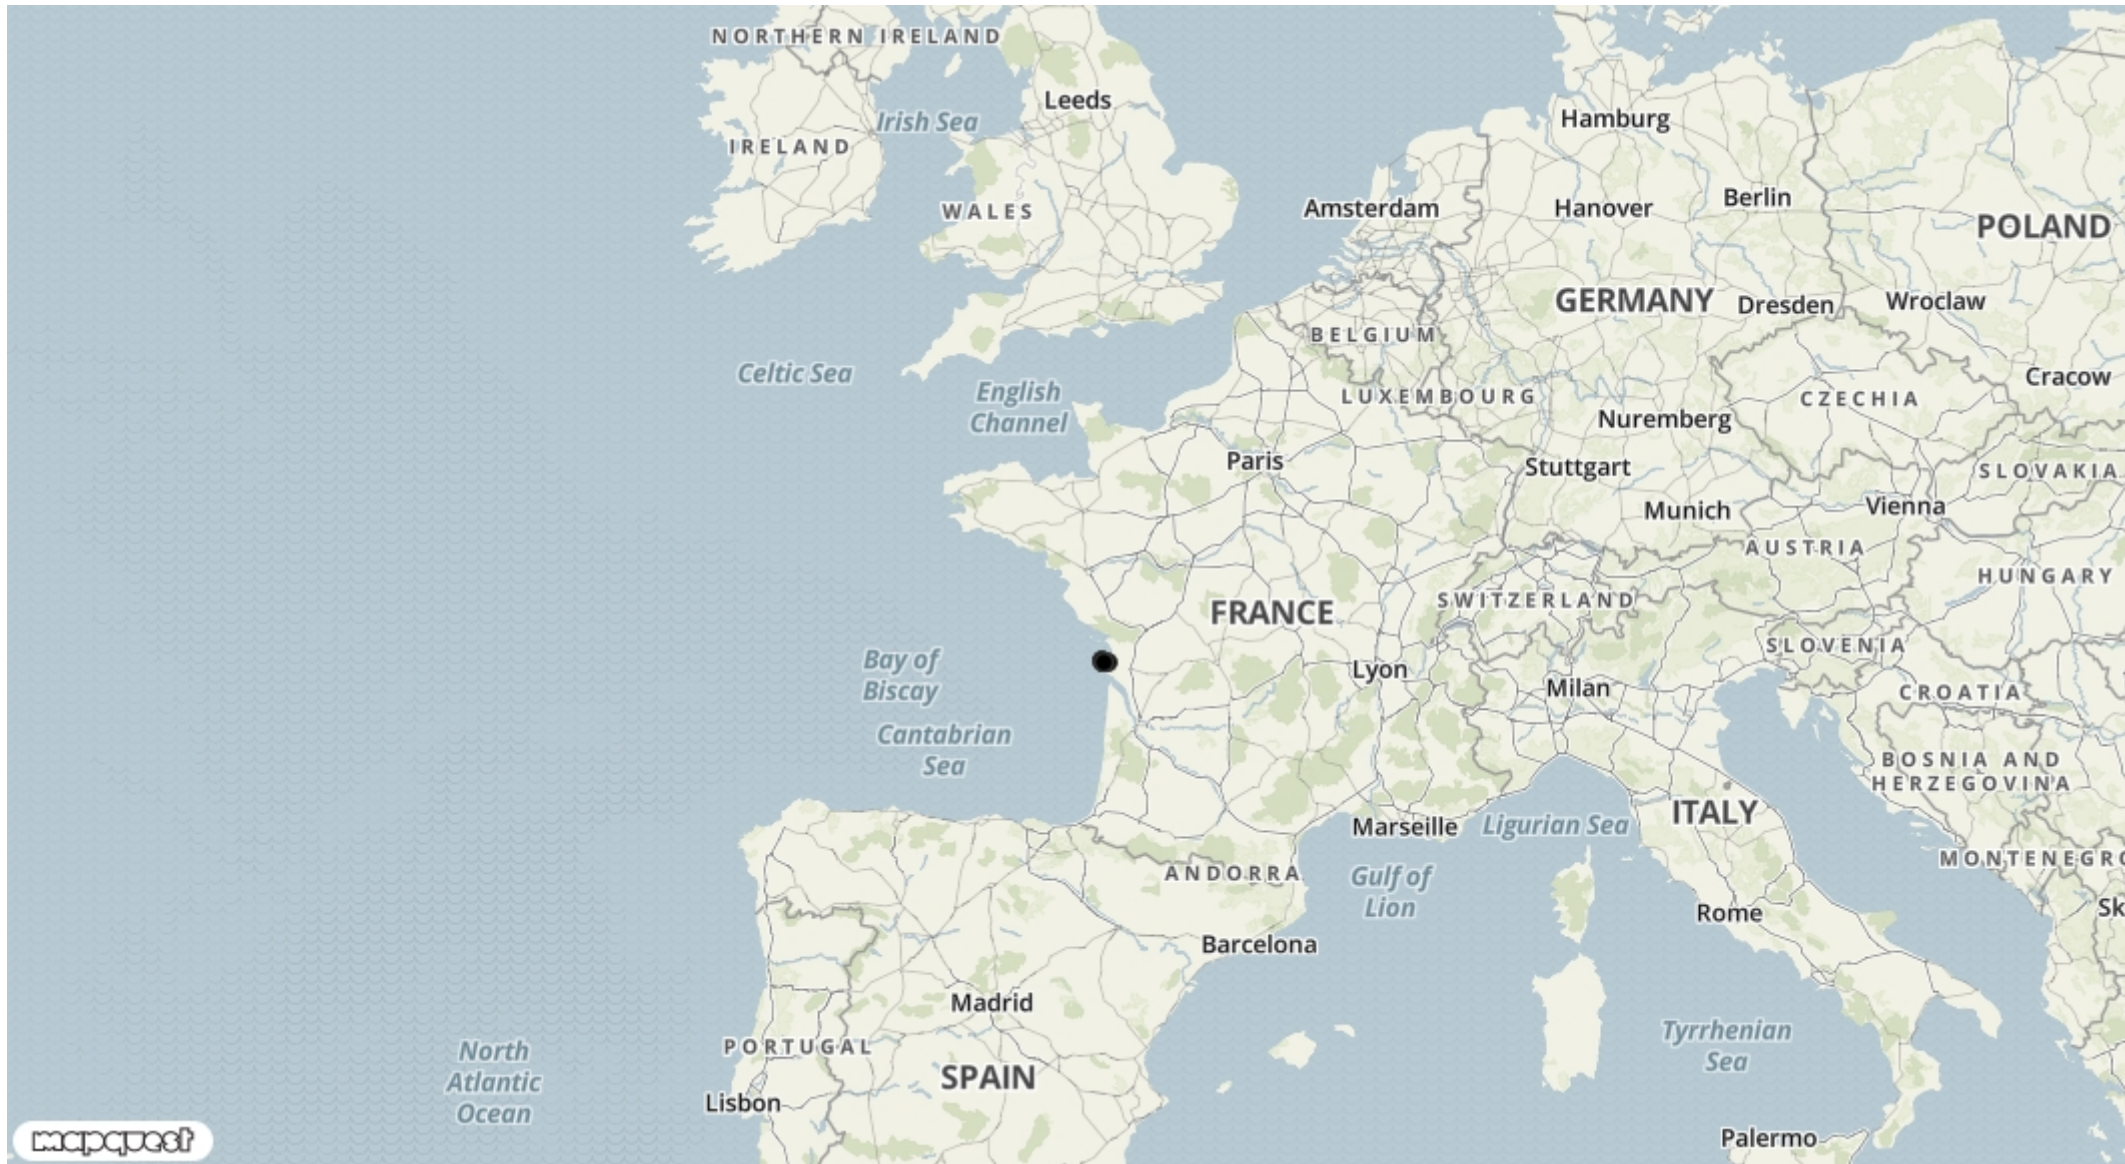 NORTHERN IRELAND
Leeds
Irish Sea
IRELAND
Hamburg
WALES
Amsterdam
Hanover
Berlin
POLAND
GERMANY
Dresden
Wroclaw
BELGIUM
Celtic Sea
English
Channel
LUXEMBOURG
Cracow
CZECHIA
Nuremberg
Paris
Stuttgart
SLOVAKIA
Munich
Vienna
AUSTRIA
HUNGARY
FRANCE
SWITZERLAND
SLOVENIA
Bay of
Biscay
Lyon
Milan
CROATIA
Cantabrian
Sea
BOSNIA AND
HERZEGOVINA
ITALY
Marseille
Ligurian Sea
MONTENEGRO
ANDORRA
Gulf of
Lion
Rome
Sk
Barcelona
Madrid
PORTUGAL
Tyrrhenian
Sea
North
Atlantic
Ocean
SPAIN
Lisbon
Palermo
mapquest